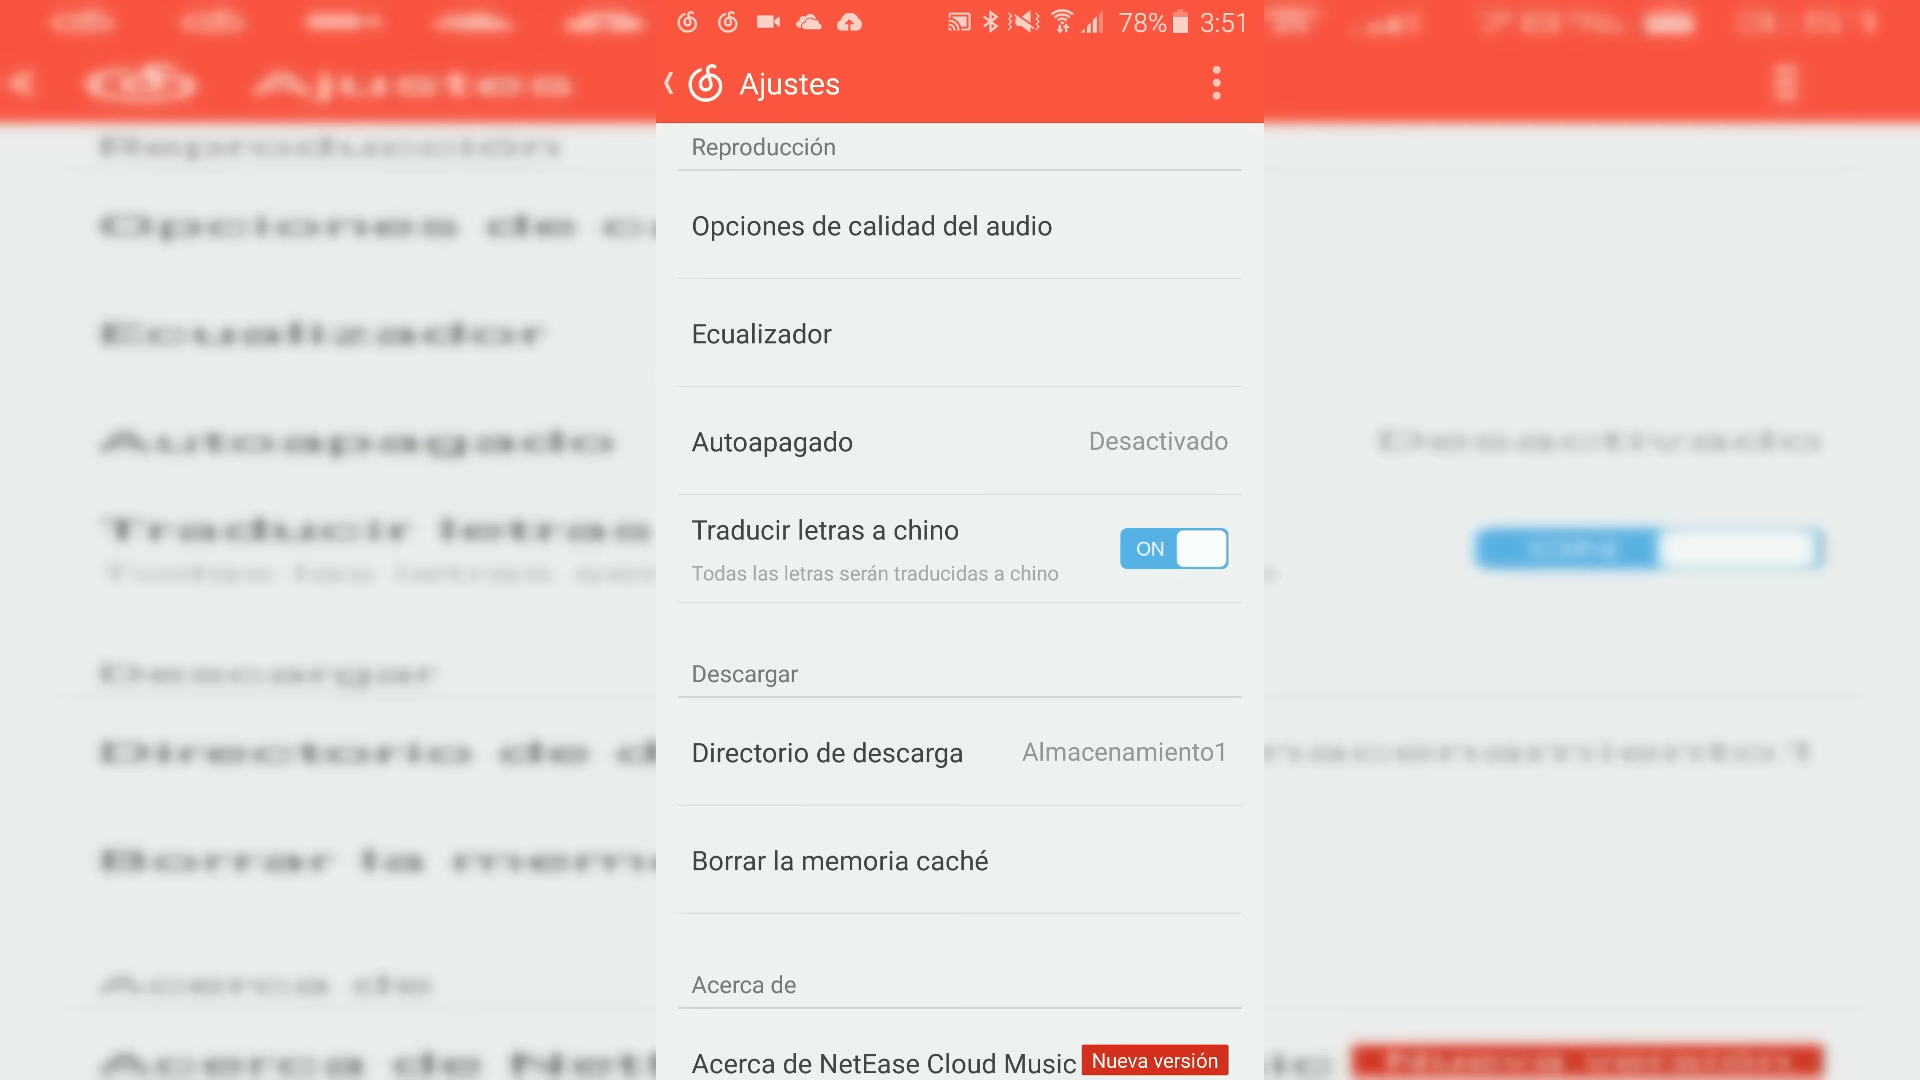 78% 3:51
Ajustes
Reproducción
Opciones de calidad del audio
Ecualizador
Autoapagado Desactivado
Traducir letras a chino
ON
Todas las letras serán traducidas a chino
Descargar
Directorio de descarga Almacenamiento1
Borrar la memoria caché
Acerca de
Acerca de NetEase Cloud Music Nueva versión